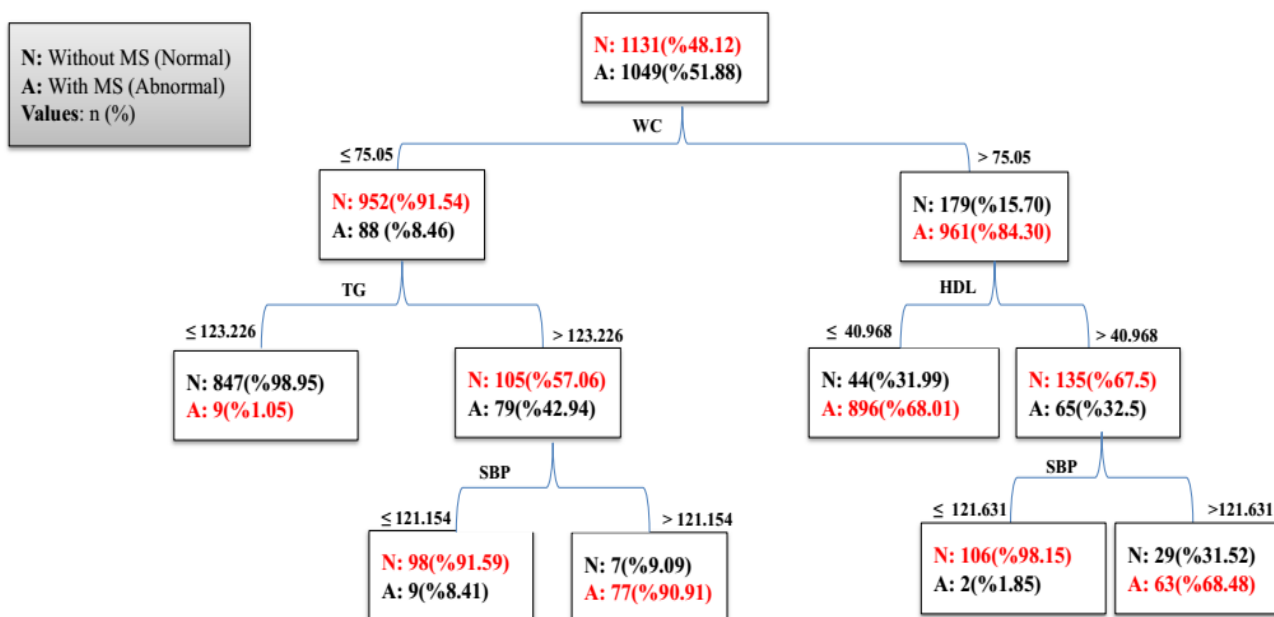 N: Without MS (Normal)
A: With MS (Abnormal)
Values: n (%)
N: 1131(%48.12)
A: 1049(%51.88)
WC
≤ 75.05
> 75.05
N: 952(%91.54)
A: 88 (%8.46)
N: 179(%15.70)
A: 961(%84.30)
TG
HDL
≤ 123.226
> 123.226
≤ 40.968
> 40.968
N: 847(%98.95)
A: 9(%1.05)
N: 105(%57.06)
A: 79(%42.94)
N: 44(%31.99)
A: 896(%68.01)
N: 135(%67.5)
A: 65(%32.5)
SBP
SBP
≤ 121.154
> 121.154
≤ 121.631
>121.631
N: 98(%91.59)
A: 9(%8.41)
N: 7(%9.09)
A: 77(%90.91)
N: 106(%98.15)
A: 2(%1.85)
N: 29(%31.52)
A: 63(%68.48)